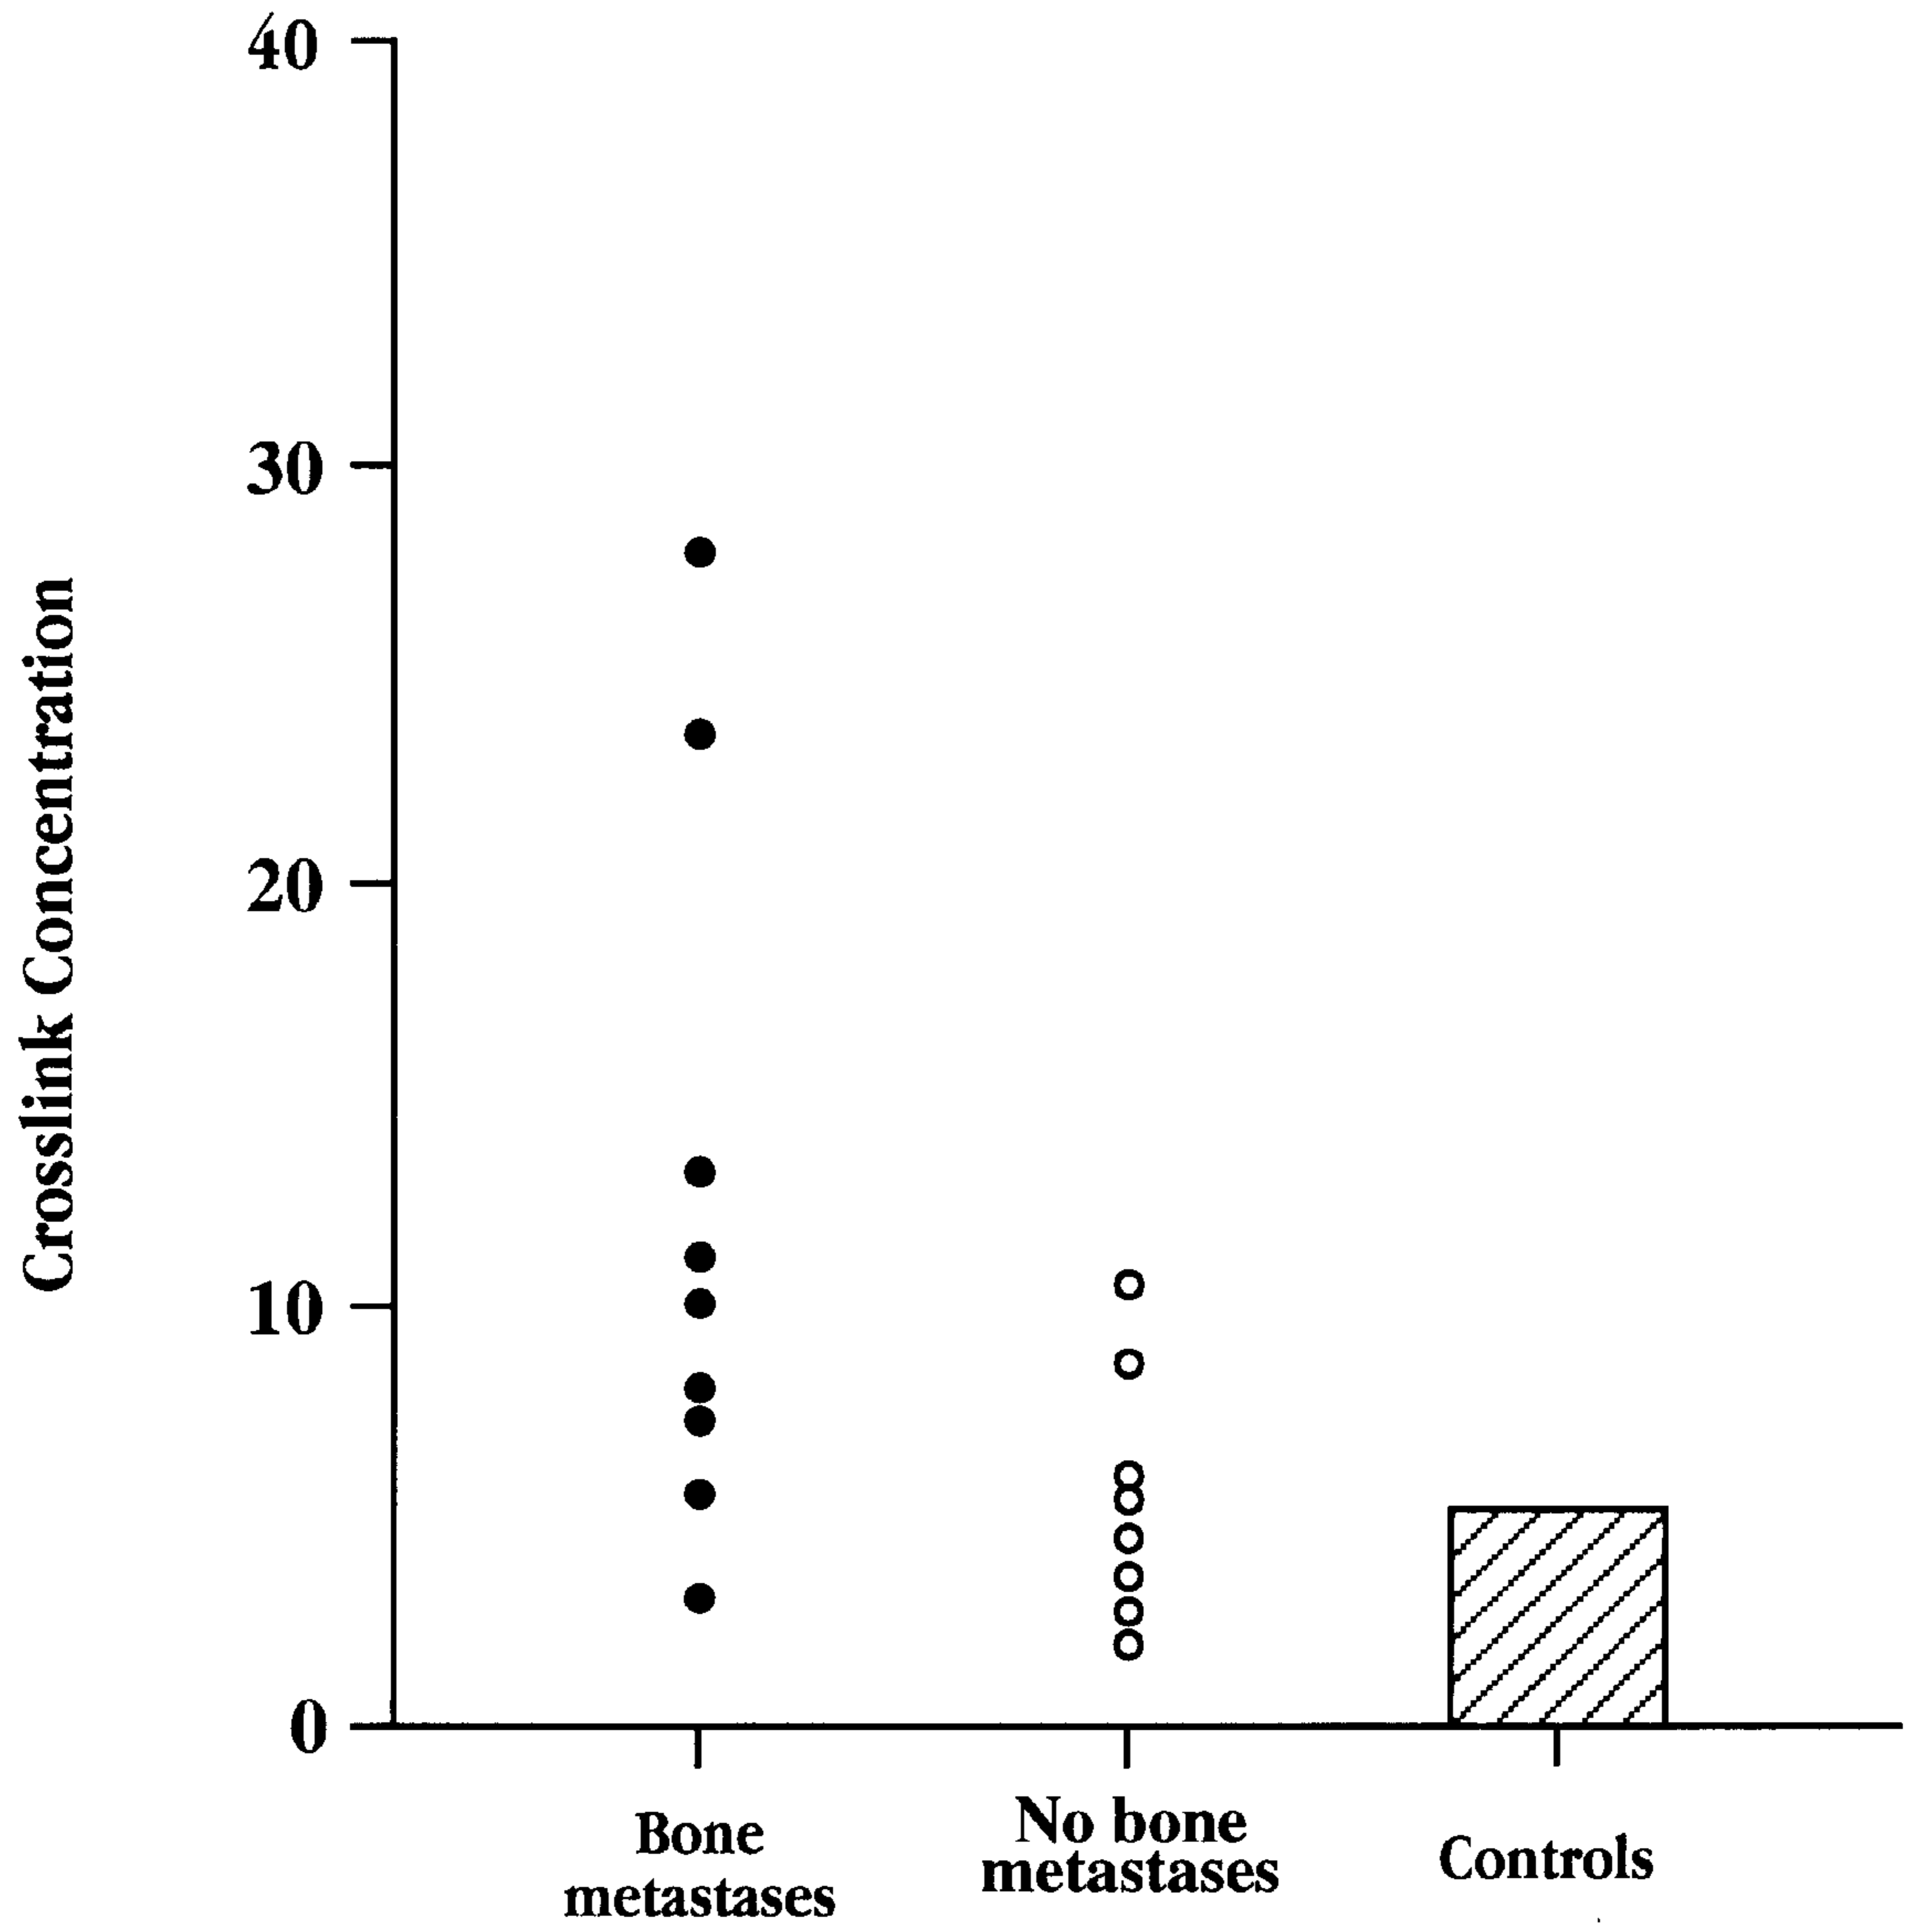 Crosslink Concentration
40
30
20
10
0
Bone
metastases
No bone
metastases
Controls